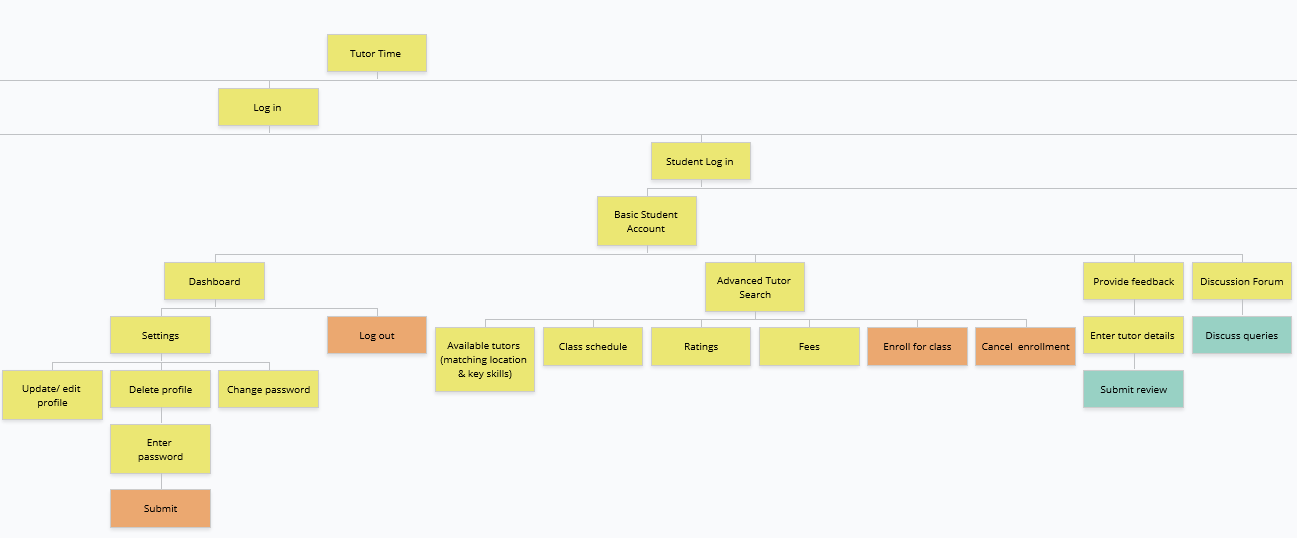 Tutor Time
Log in
Student Log in
Basic Student
Account
Dashboard
Advanced Tutor
Search
Provide feedback
Discussion Forum
Settings
Log out
Available tutors
(matching location
& key skills)
Class schedule
Ratings
Fees
Enroll for class
Cancel enrollment
Enter tutor details
Discuss queries
Update/ edit
profile
Delete profile
Change password
Submit review
Enter
password
Submit